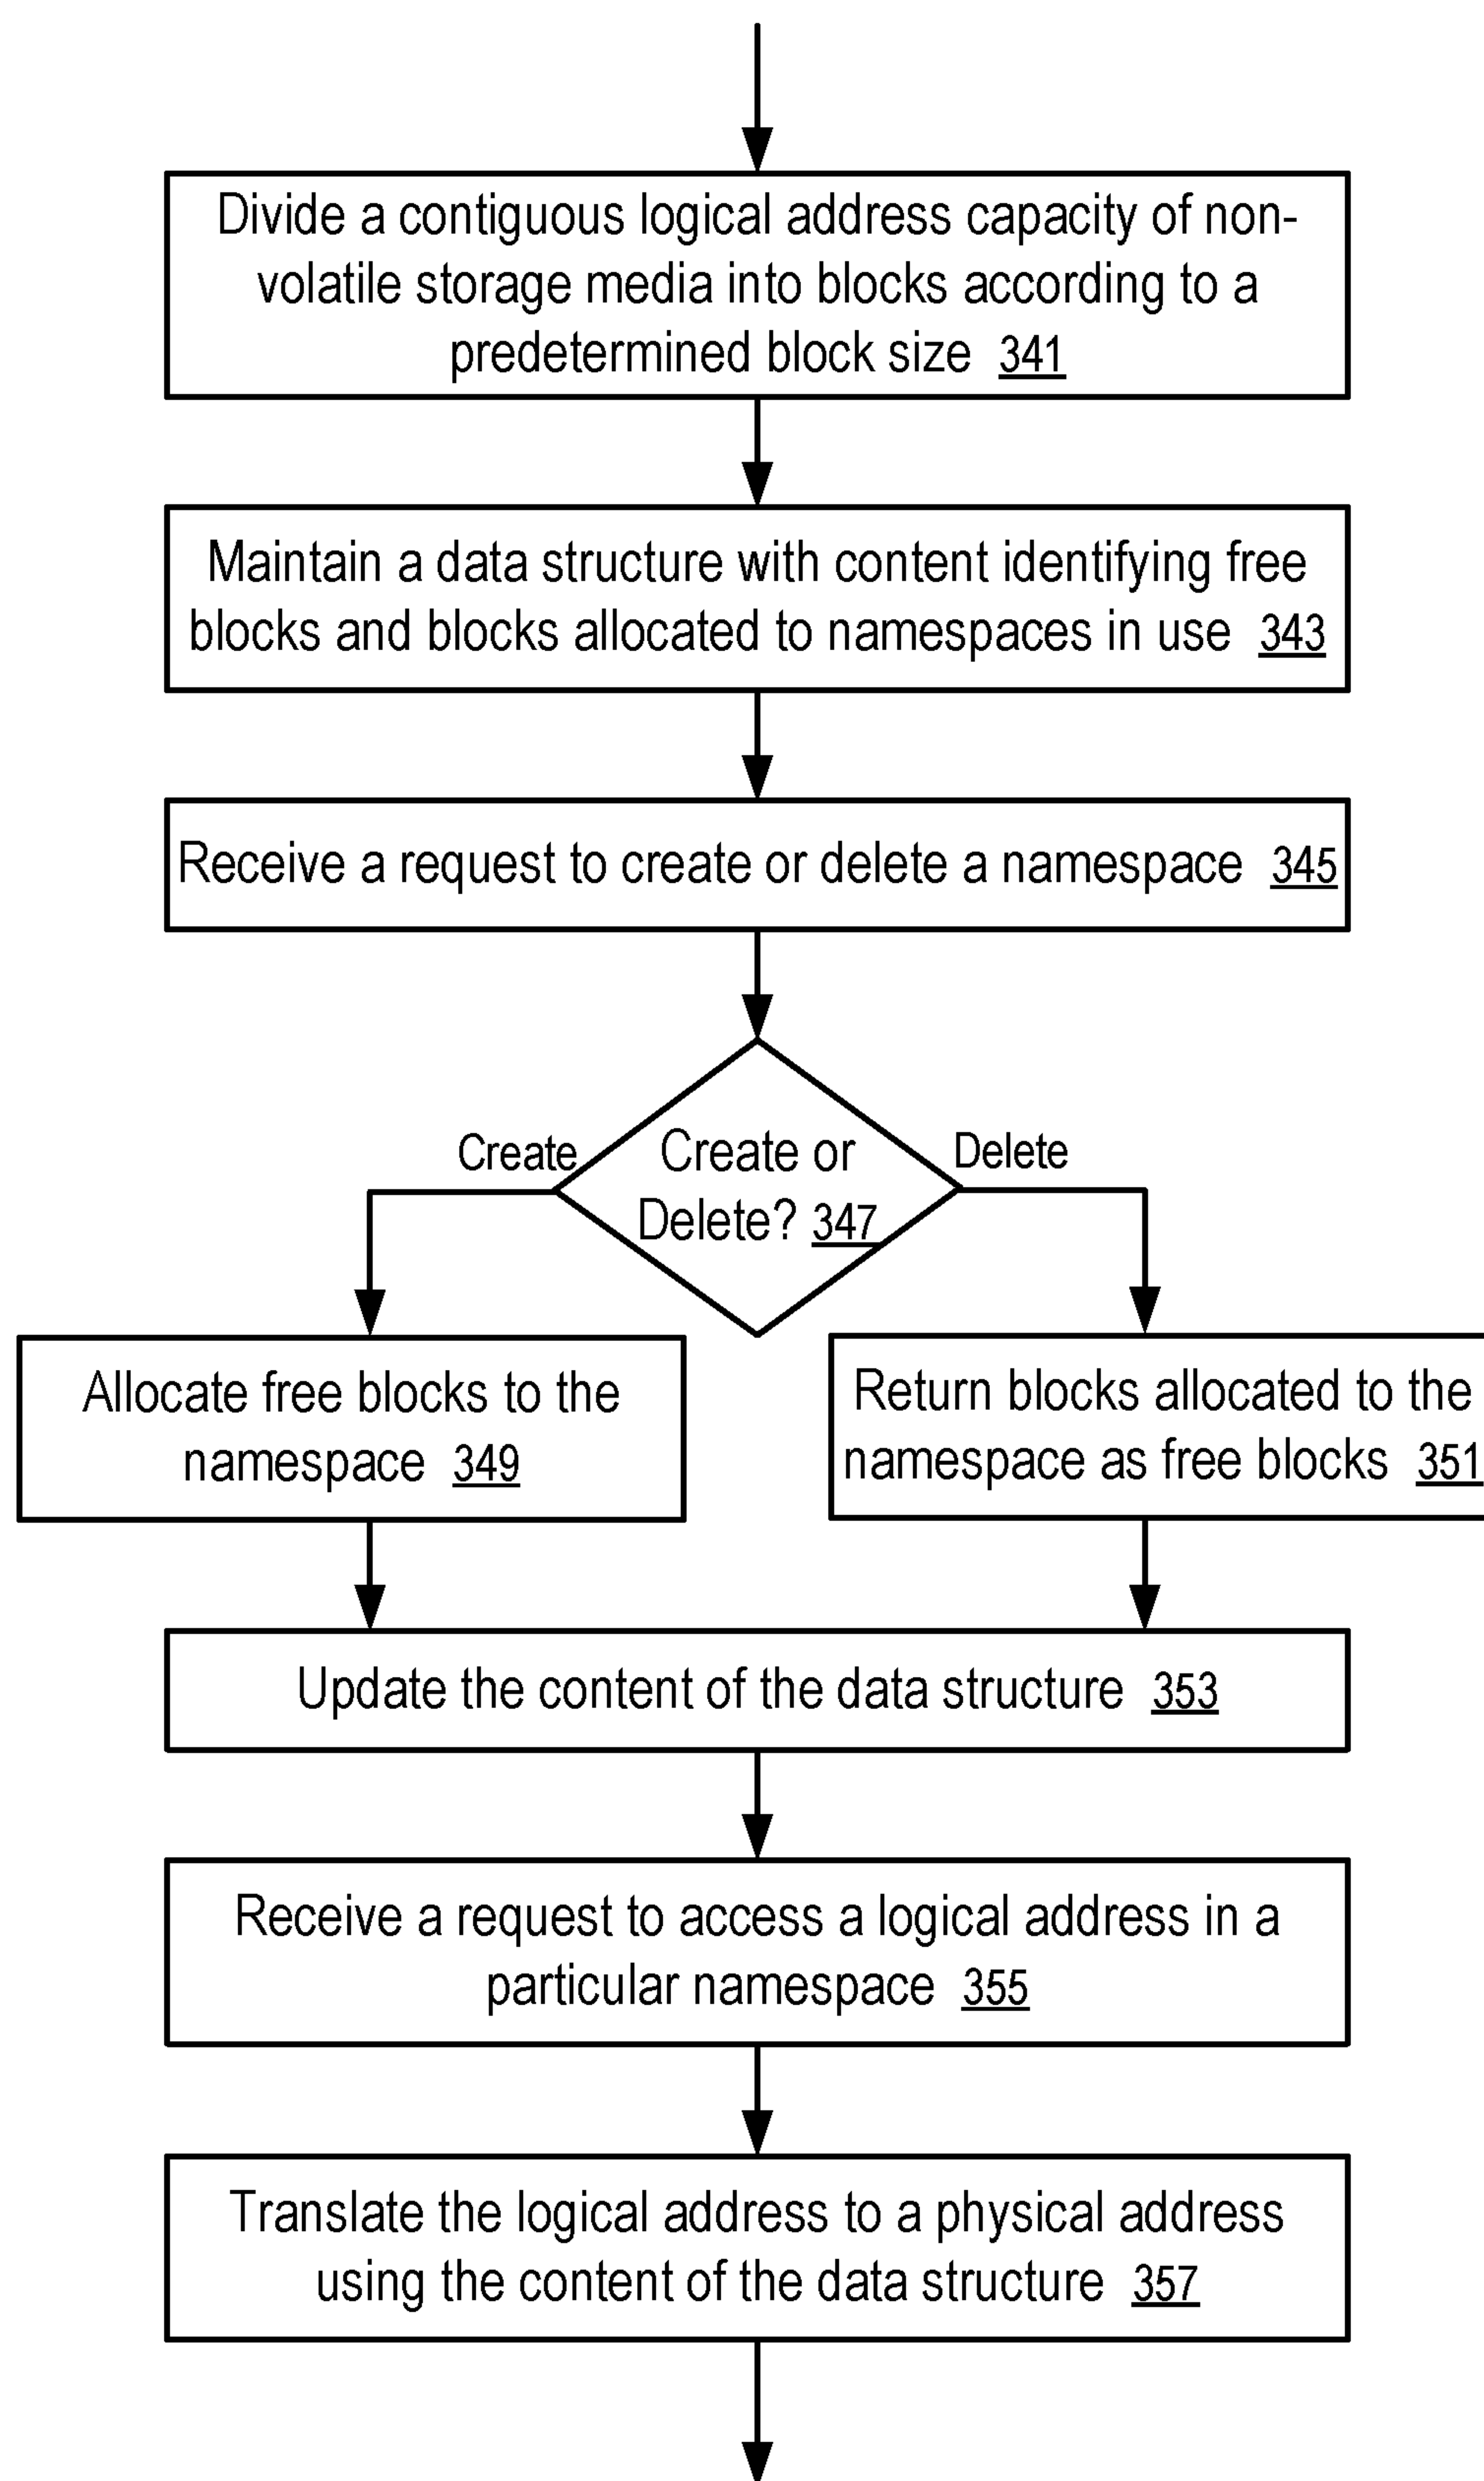 Divide a contiguous logical address capacity of non-
volatile storage media into blocks according to a
predetermined block size 341
Maintain a data structure with content identifying free
blocks and blocks allocated to namespaces in use 343
Receive a request to create or delete a namespace 345
Create
Create or
Delete? 347
Delete
Allocate free blocks to the
namespace 349
Return blocks allocated to the
namespace as free blocks 351
Update the content of the data structure 353
Receive a request to access a logical address in a
particular namespace 355
Translate the logical address to a physical address
using the content of the data structure 357